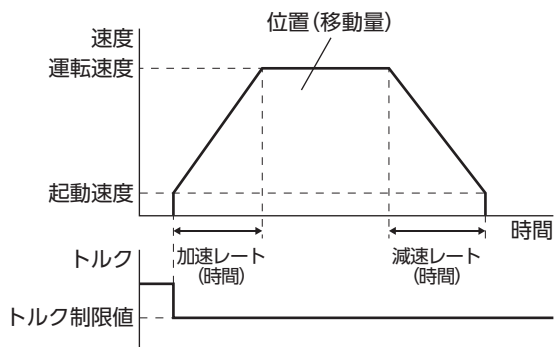 位置(移動量)
速度
運転速度
起動速度
時間
加速レート
(時間)
減速レート
(時間)
トルク
トルク制限値